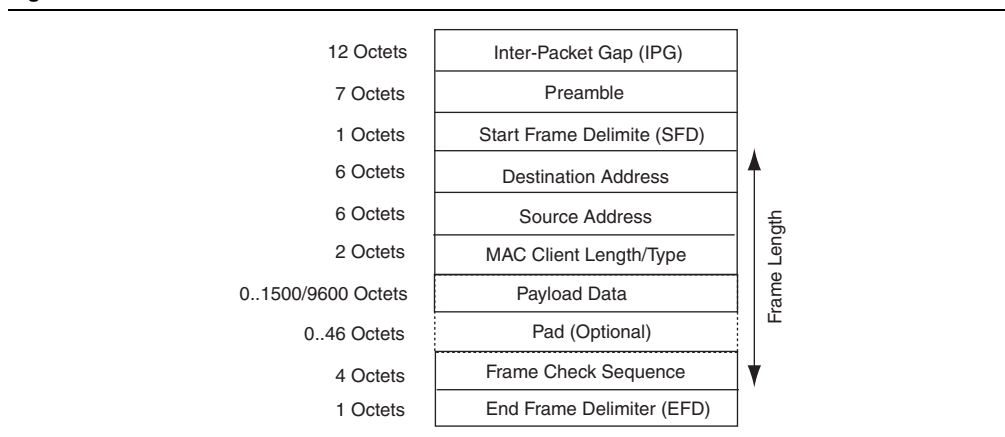 12 Octets Inter-Packet Gap (IPG)
7 Octets Preamble
1 Octets Start Frame Delimite (SFD)
6 Octets Destination Address
6 Octets Source Address
2 Octets MAC Client Length/Type
0..1500/9600 Octets Payload Data
0..46 Octets Pad (Optional)
4 Octets Frame Check Sequence
1 Octets End Frame Delimiter (EFD)
Frame Length